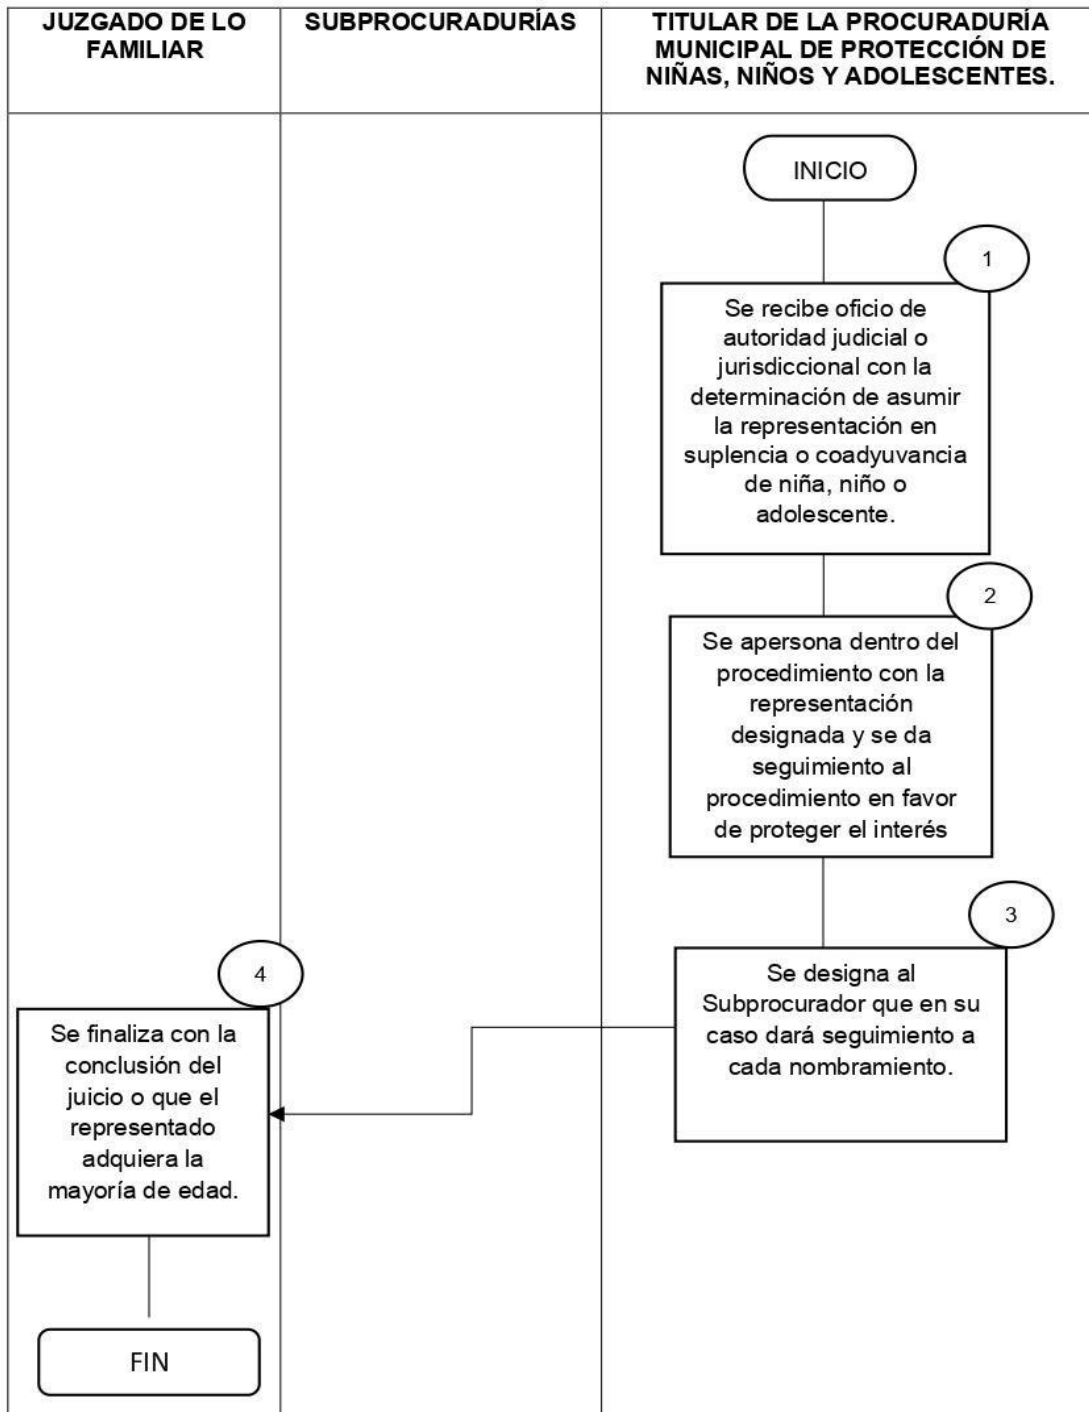 JUZGADO DE LO
FAMILIAR
SUBPROCURADURÍAS
TITULAR DE LA PROCURADURÍA
MUNICIPAL DE PROTECCIÓN DE
NIÑAS, NIÑOS Y ADOLESCENTES.
INICIO
1
Se recibe oficio de
autoridad judicial o
jurisdiccional con la
determinación de asumir
la representación en
suplencia o coadyuvancia
de niña, niño o
adolescente.
2
Se apersona dentro del
procedimiento con la
representación
designada y se da
seguimiento al
procedimiento en favor
de proteger el interés
3
Se designa al
Subprocurador que en su
caso dará seguimiento a
cada nombramiento.
4
Se finaliza con la
conclusión del
juicio o que el
representado
adquiera la
mayoría de edad.
FIN